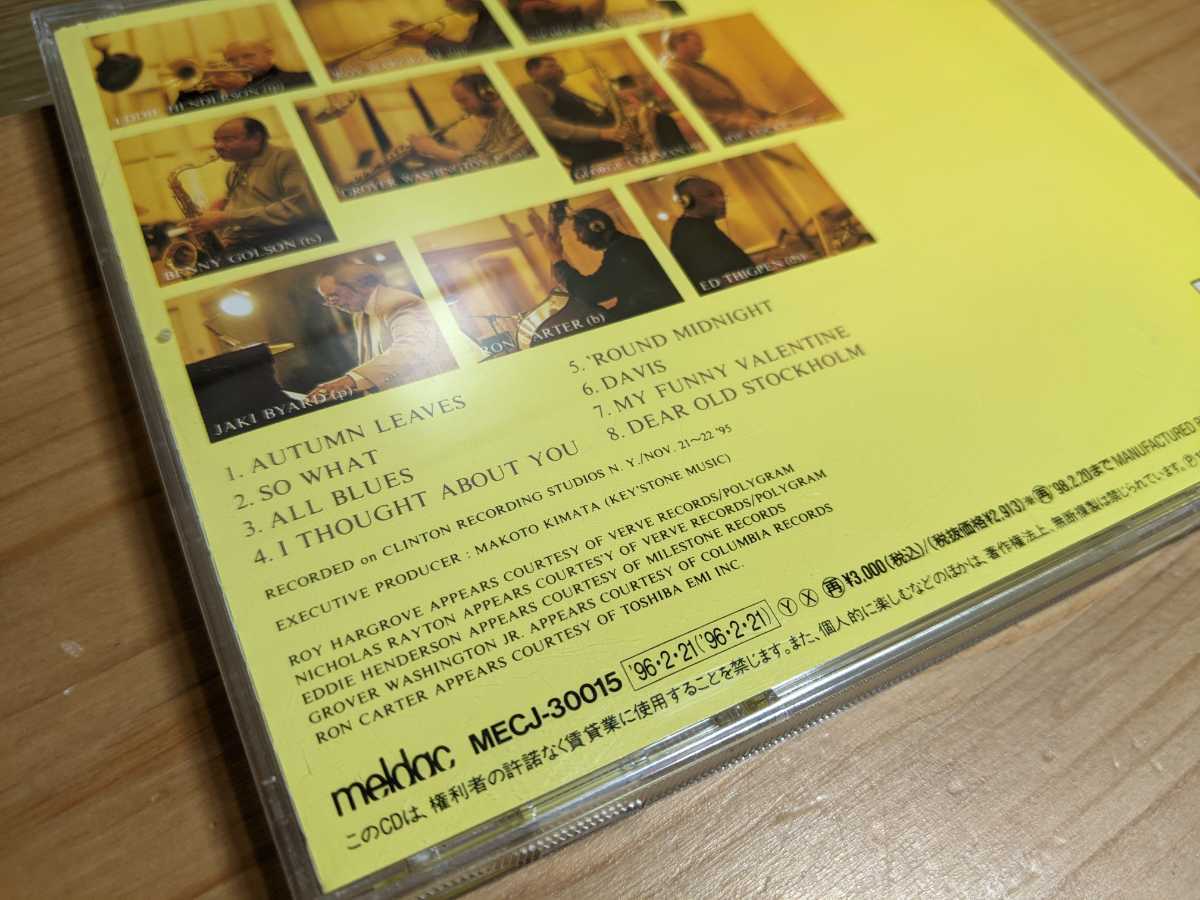 EDDIE HENDERSON (tp)
ROY HARGROVE (tp)
BENNY GOLSON (ts)
GROVER WASHINGTON, Jr.
GEORGE COLEMAN
JAKI BYARD (p)
RON CARTER (b)
ED THIGPEN (ds)
1. AUTUMN LEAVES
2. SO WHAT
3. ALL BLUES
4. I THOUGHT ABOUT YOU
5. 'ROUND MIDNIGHT
6. DAVIS
7. MY FUNNY VALENTINE
8. DEAR OLD STOCKHOLM
RECORDED on CLINTON RECORDING STUDIOS N. Y./NOV. 21〜22 '95
EXECUTIVE PRODUCER : MAKOTO KIMATA (KEY'STONE MUSIC)
ROY HARGROVE APPEARS COURTESY OF VERVE RECORDS/POLYGRAM
NICHOLAS RAYTON APPEARS COURTES'Y OF VERVE RECORDS/POLYGRAM
EDDIE HENDERSON APPEARS COURTESY OF MILESTONE RECORDS
GROVER WASHINGTON JR. APPEARS COURTESY OF COLUMBIA RECORDS
RON CARTER APPEARS COURTESY OF TOSHIBA EMI INC.
meldac MECJ-30015 '96・2・21('96・2・21) Ⓨ Ⓧ ㊢ ¥3,000(税込)/(税抜価格¥2,913)※ 再 '98.2.20まで MANUFACTURED
このCDは、権利者の許諾なく賃貸業に使用することを禁じます。また、個人的に楽しむなどのほかは、著作権法上、無断複製は禁じられています。